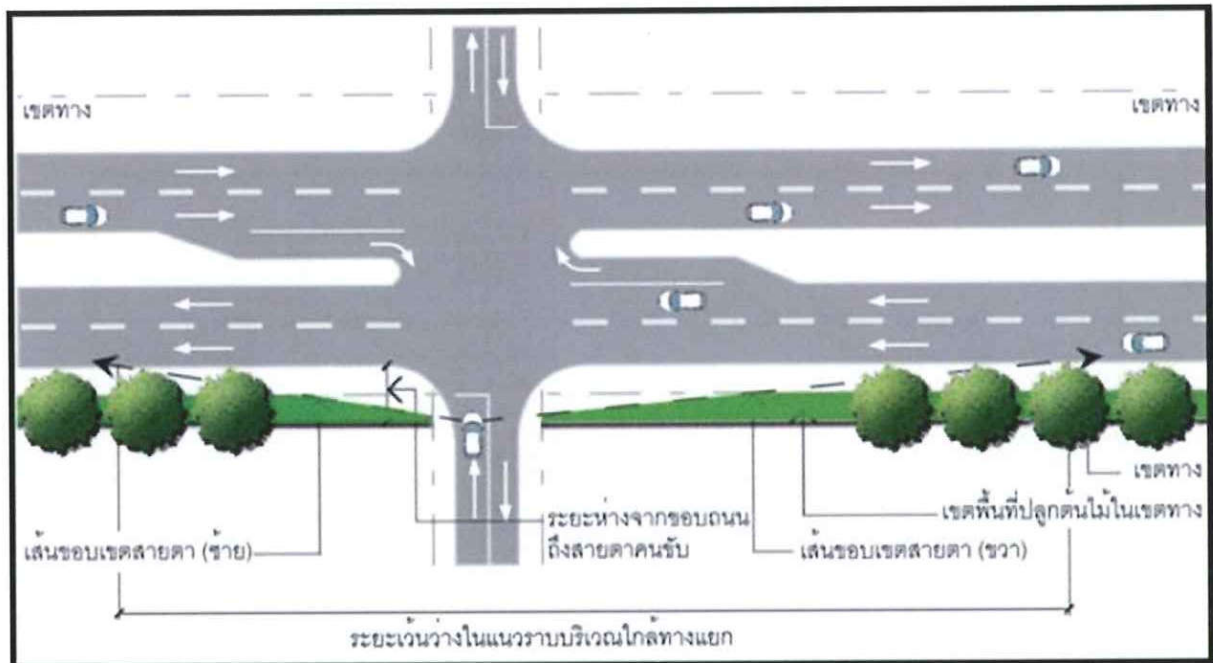 เขตทาง
เขตทาง
เขตทาง
เขตพื้นที่ปลูกต้นไม้ในเขตทาง
ระยะห่างจากขอบถนน
ถึงสายตาคนขับ
เส้นขอบเขตสายตา (ซ้าย)
เส้นขอบเขตสายตา (ขวา)
ระยะเว้นว่างในแนวราบบริเวณใกล้ทางแยก